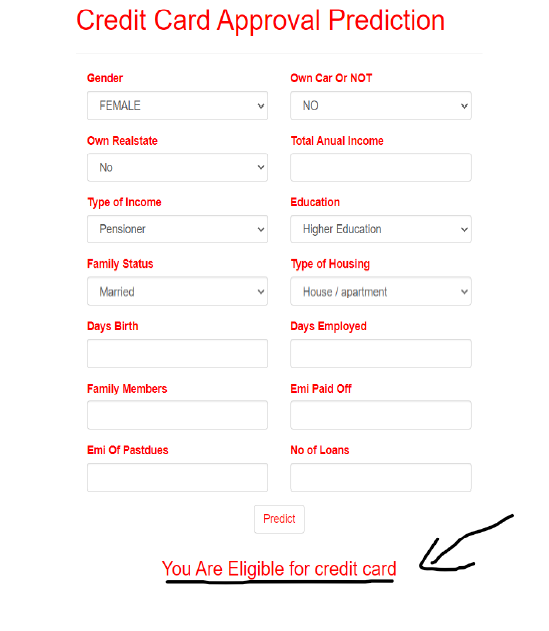 Credit Card Approval Prediction
Gender Own Car Or NOT
FEMALE NO
Own Realstate Total Anual Income
No
Type of Income Education
Pensioner Higher Education
Family Status Type of Housing
Married House / apartment
Days Birth Days Employed
Family Members Emi Paid Off
Emi Of Pastdues No of Loans
Predict
You Are Eligible for credit card